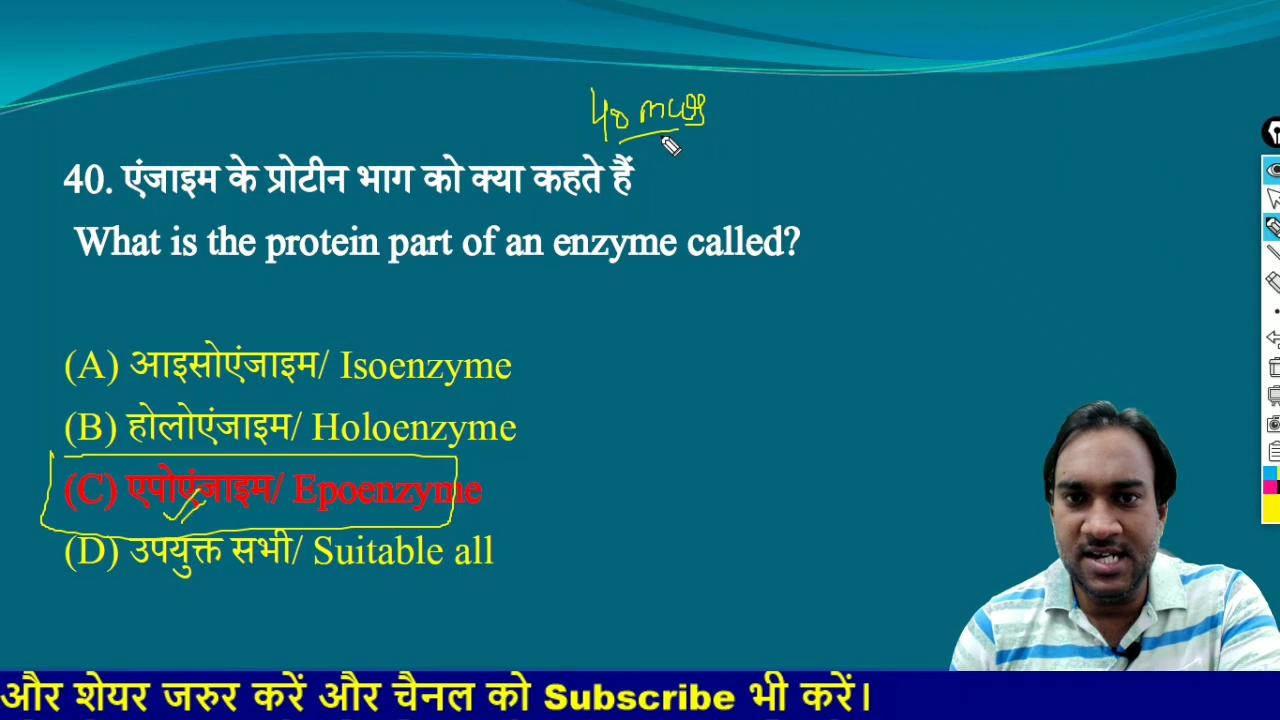 40 MCQs
40. एंजाइम के प्रोटीन भाग को क्या कहते हैं
What is the protein part of an enzyme called?
(A) आइसोएंजाइम/ Isoenzyme
(B) होलोएंजाइम/ Holoenzyme
(C) एपोएंजाइम/ Epoenzyme
(D) उपयुक्त सभी/ Suitable all
और शेयर जरुर करें और चैनल को Subscribe भी करें।